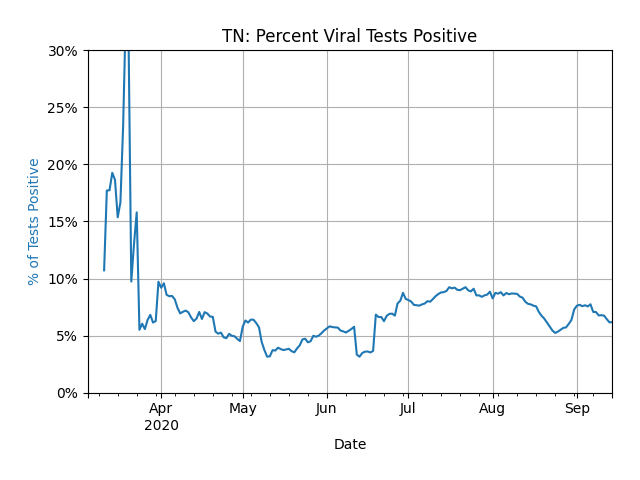 TN: Percent Viral Tests Positive
30%
25%
20%
15%
10%
5%
0%
% of Tests Positive
Apr
2020
May
Jun
Jul
Aug
Sep
Date